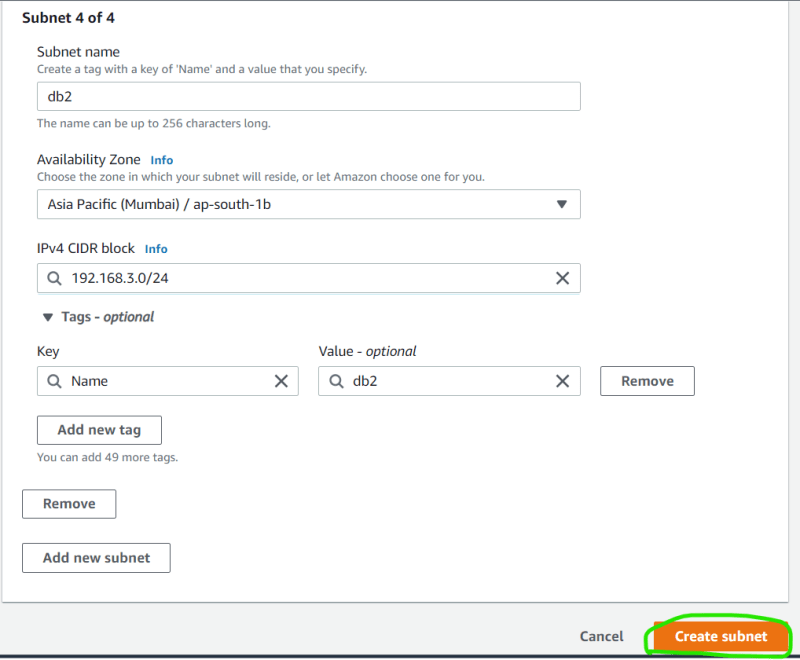 Subnet 4 of 4
Subnet name
Create a tag with a key of 'Name' and a value that you specify.
db2
The name can be up to 256 characters long.
Availability Zone Info
Choose the zone in which your subnet will reside, or let Amazon choose one for you.
Asia Pacific (Mumbai) / ap-south-1b
IPv4 CIDR block Info
192.168.3.0/24
Tags - optional
Key Value - optional
Name db2 Remove
Add new tag
You can add 49 more tags.
Remove
Add new subnet
Cancel Create subnet